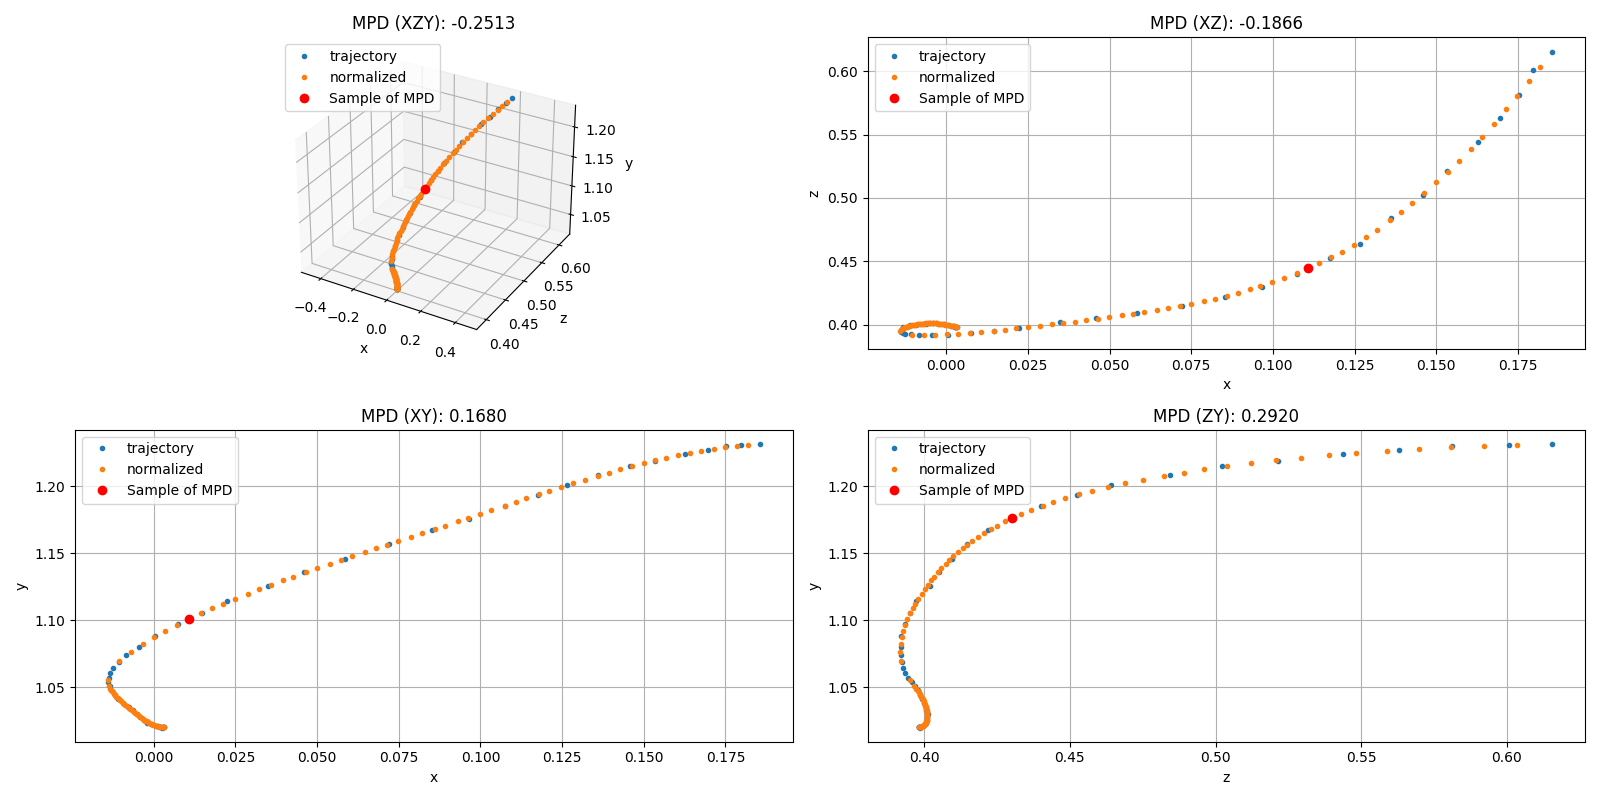 MPD (XZY): -0.2513
trajectory
normalized
Sample of MPD
1.20
1.15
1.10
1.05
y
0.60
0.55
0.50
0.45
0.40
z
−0.4
−0.2
0.0
0.2
0.4
x
MPD (XZ): -0.1866
trajectory
normalized
Sample of MPD
0.60
0.55
0.50
0.45
0.40
z
0.000 0.025 0.050 0.075 0.100 0.125 0.150 0.175
x
MPD (XY): 0.1680
trajectory
normalized
Sample of MPD
1.20
1.15
1.10
1.05
y
0.000 0.025 0.050 0.075 0.100 0.125 0.150 0.175
x
MPD (ZY): 0.2920
trajectory
normalized
Sample of MPD
1.20
1.15
1.10
1.05
y
0.40 0.45 0.50 0.55 0.60
z